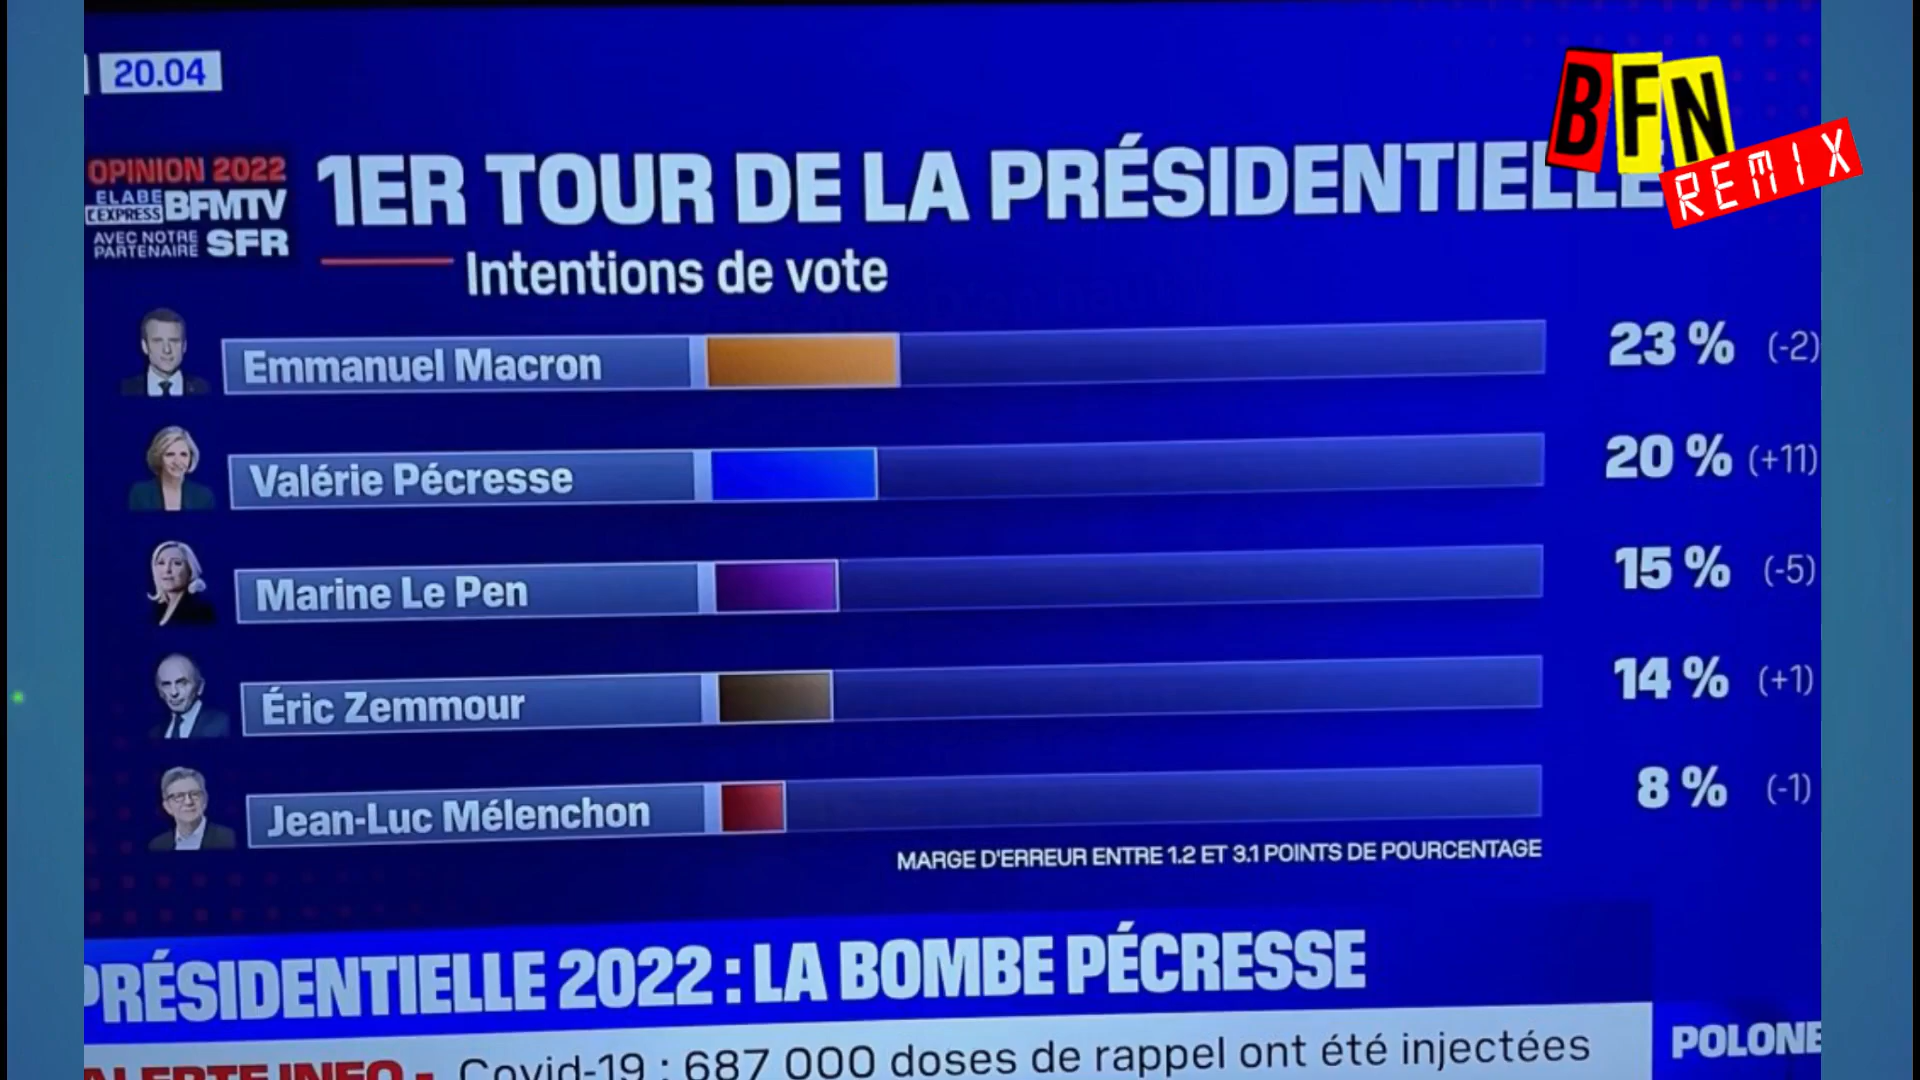 20.04
BFN
REMIX
OPINION 2022
ELABE
L'EXPRESS BFMTV
AVEC NOTRE
PARTENAIRE SFR
1ER TOUR DE LA PRÉSIDENTIELLE
Intentions de vote
Emmanuel Macron 23 % (-2)
Valérie Pécresse 20 % (+11)
Marine Le Pen 15 % (-5)
Éric Zemmour 14 % (+1)
Jean-Luc Mélenchon 8 % (-1)
MARGE D'ERREUR ENTRE 1.2 ET 3.1 POINTS DE POURCENTAGE
PRÉSIDENTIELLE 2022 : LA BOMBE PÉCRESSE
ALERTE INFO - Covid-19 : 687 000 doses de rappel ont été injectées
POLONE